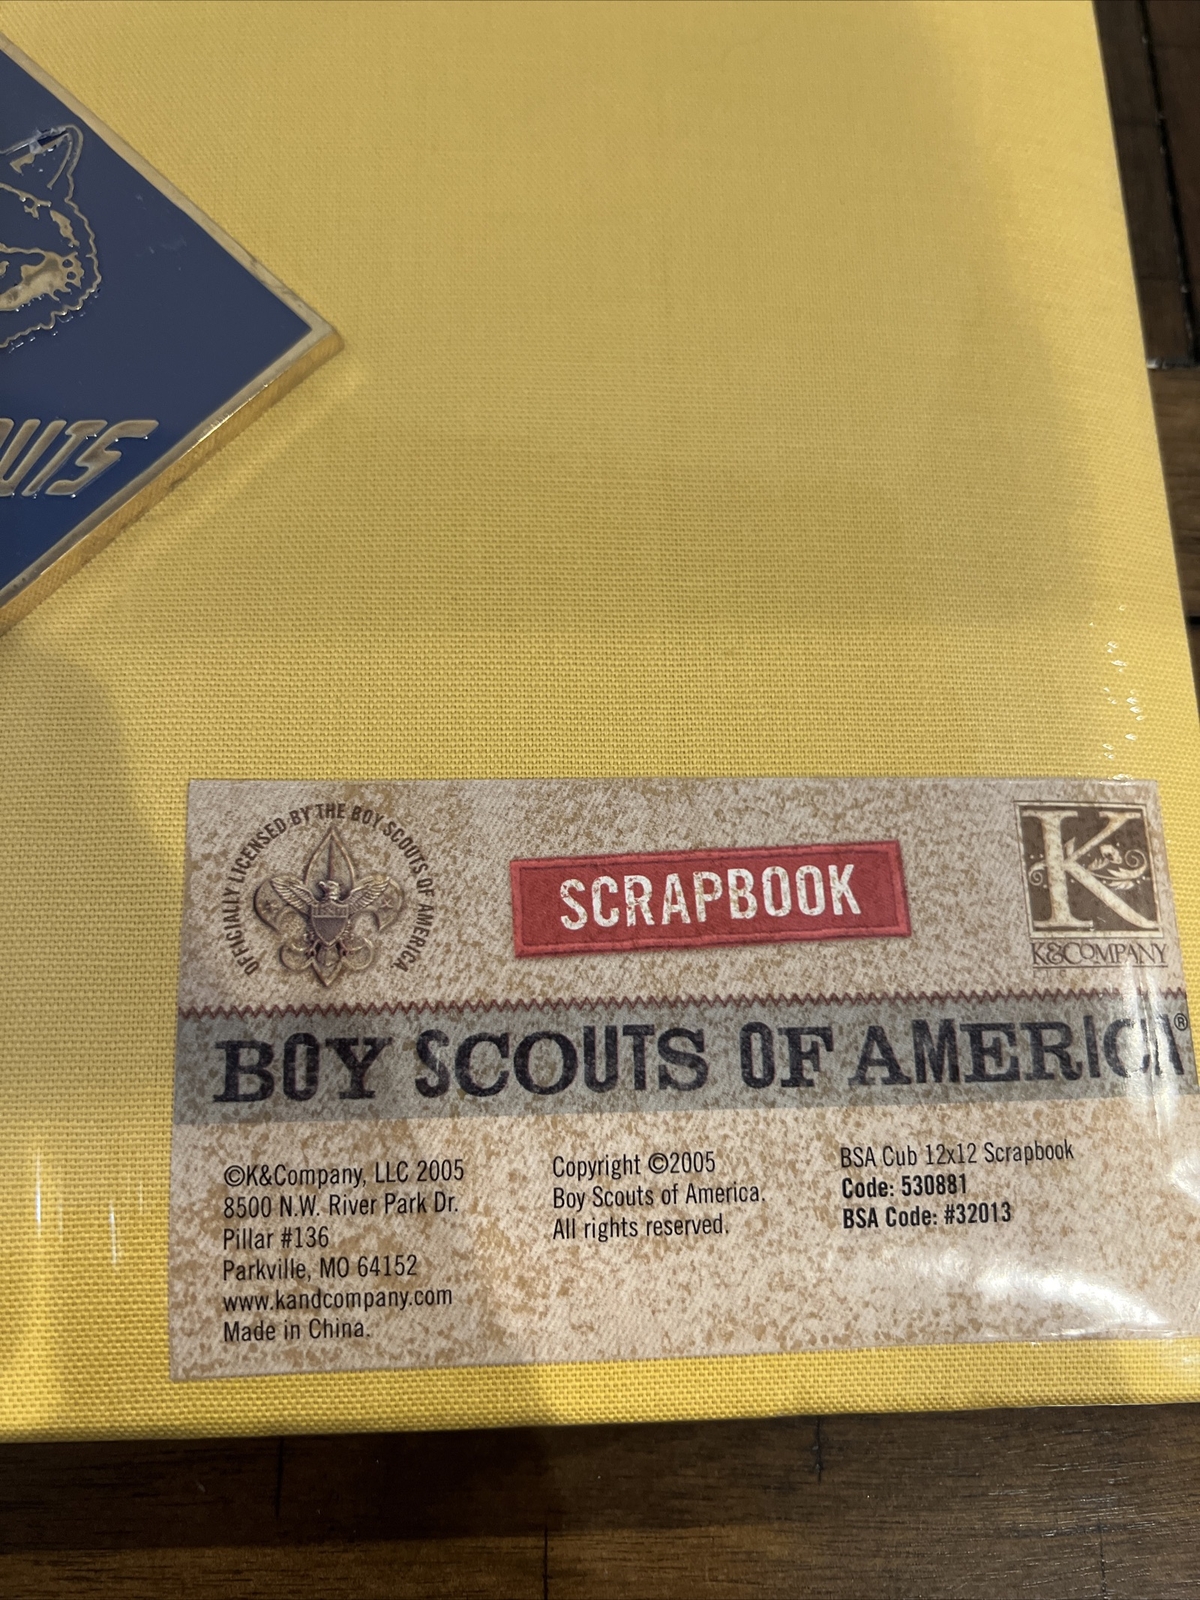 OUTS
OFFICIALLY LICENSED BY THE BOY SCOUTS OF AMERICA
SCRAPBOOK
K
K&COMPANY
BOY SCOUTS OF AMERICA®
©K&Company, LLC 2005
8500 N.W. River Park Dr.
Pillar #136
Parkville, MO 64152
www.kandcompany.com
Made in China.
Copyright ©2005
Boy Scouts of America.
All rights reserved.
BSA Cub 12x12 Scrapbook
Code: 530881
BSA Code: #32013